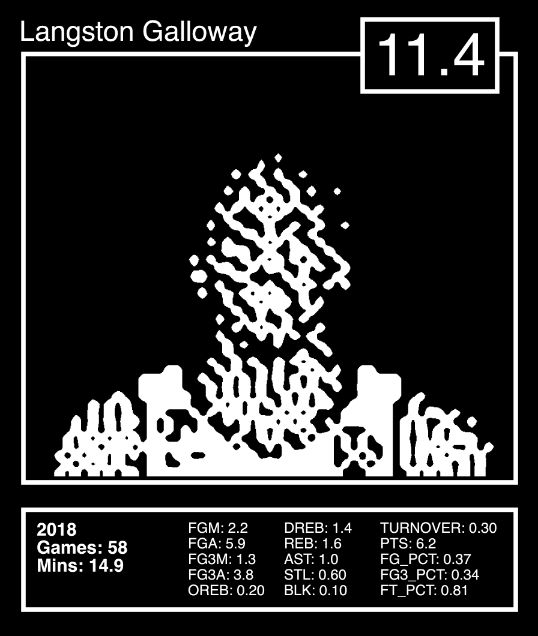 Langston Galloway
11.4
2018
Games: 58
Mins: 14.9
FGM: 2.2
FGA: 5.9
FG3M: 1.3
FG3A: 3.8
OREB: 0.20
DREB: 1.4
REB: 1.6
AST: 1.0
STL: 0.60
BLK: 0.10
TURNOVER: 0.30
PTS: 6.2
FG_PCT: 0.37
FG3_PCT: 0.34
FT_PCT: 0.81